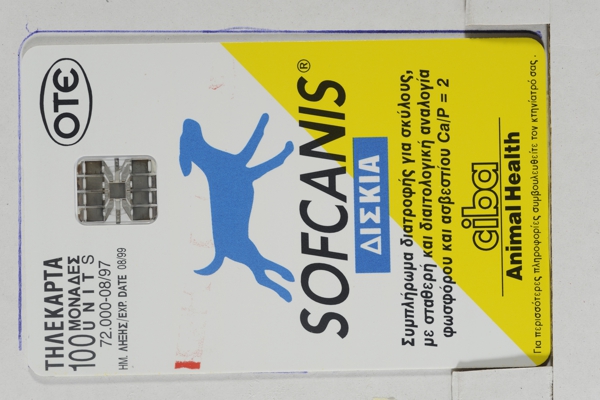 ΟΤΕ
ΤΗΛΕΚΑΡΤΑ
100 ΜΟΝΑΔΕΣ
UNITS
72.000-08/97
ΗΜ. ΛΗΞΗΣ/EXP. DATE 08/99
SOFCANIS®
ΔΙΣΚΙΑ
Συμπλήρωμα διατροφής για σκύλους,
με σταθερή και διαιτολογική αναλογία
φωσφόρου και ασβεστίου Ca/P = 2
ciba
Animal Health
Για περισσότερες πληροφορίες συμβουλευθείτε τον κτηνίατρό σας.